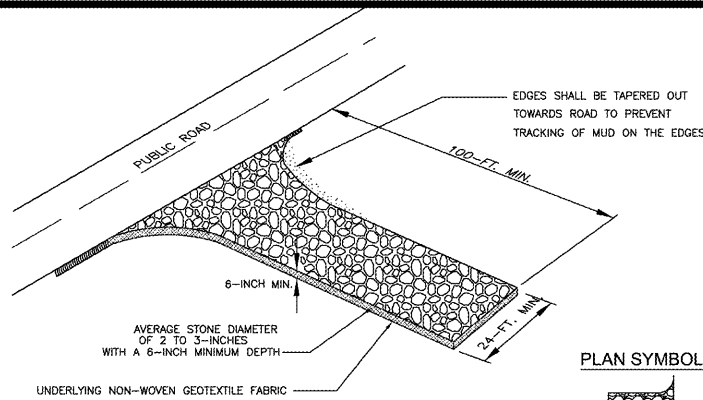 EDGES SHALL BE TAPERED OUT
TOWARDS ROAD TO PREVENT
TRACKING OF MUD ON THE EDGES
PUBLIC ROAD
100-FT. MIN.
6-INCH MIN.
24-FT. MIN.
AVERAGE STONE DIAMETER
OF 2 TO 3-INCHES
WITH A 6-INCH MINIMUM DEPTH
UNDERLYING NON-WOVEN GEOTEXTILE FABRIC
PLAN SYMBOL